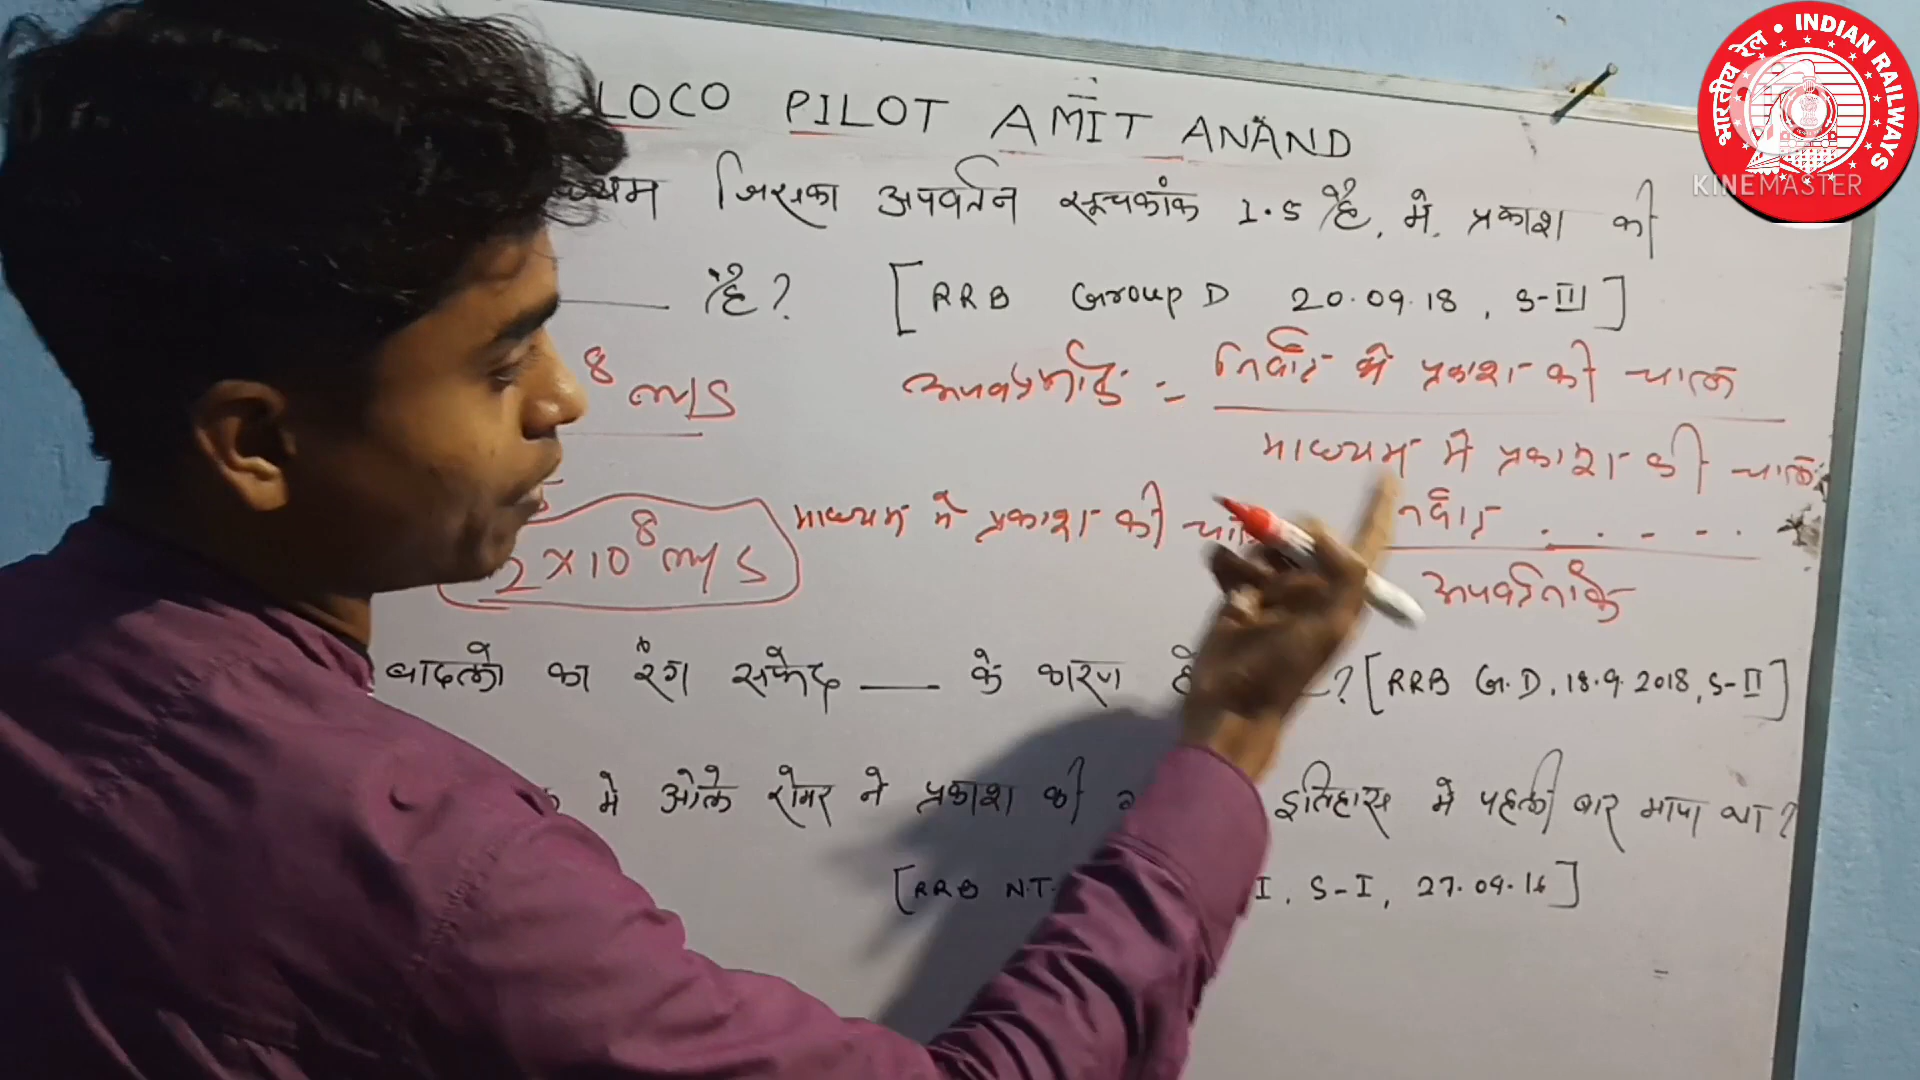 LOCO PILOT AMIT ANAND
जिसका अपवर्तन सूचकांक 1.5 है, में प्रकाश की
है? [RRB Group D 20.09.18, S-III]
8 m/s
अपवर्तनांक = निर्वात में प्रकाश की चाल
माध्यम में प्रकाश की चाल
माध्यम में प्रकाश की निर्वात . . - - .
2×10⁸ m/s
अपवर्तनांक
बादलो का रंग सफेद ___ के कारण ? [RRB G.D, 18.9.2018, S-II]
में ओले रोमर ने प्रकाश की इतिहास में पहली बार मापा था?
[RRB N.T. I, S-I, 27.04.16]
भारतीय रेल • INDIAN RAILWAYS
KINEMASTER